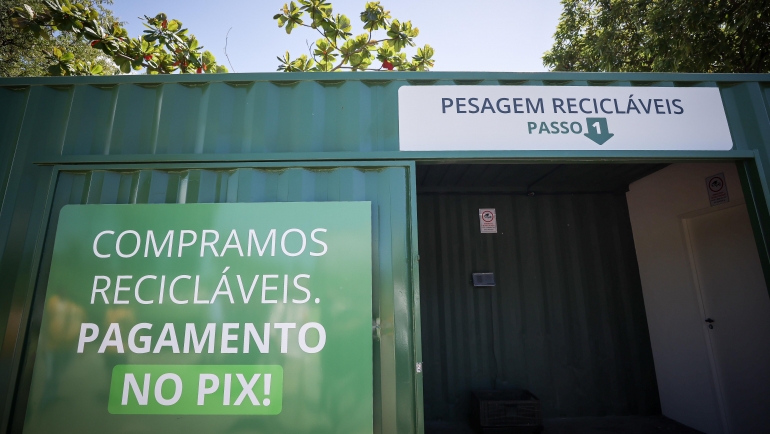 PESAGEM RECICLÁVEIS
PASSO 1
COMPRAMOS
RECICLÁVEIS.
PAGAMENTO
NO PIX!